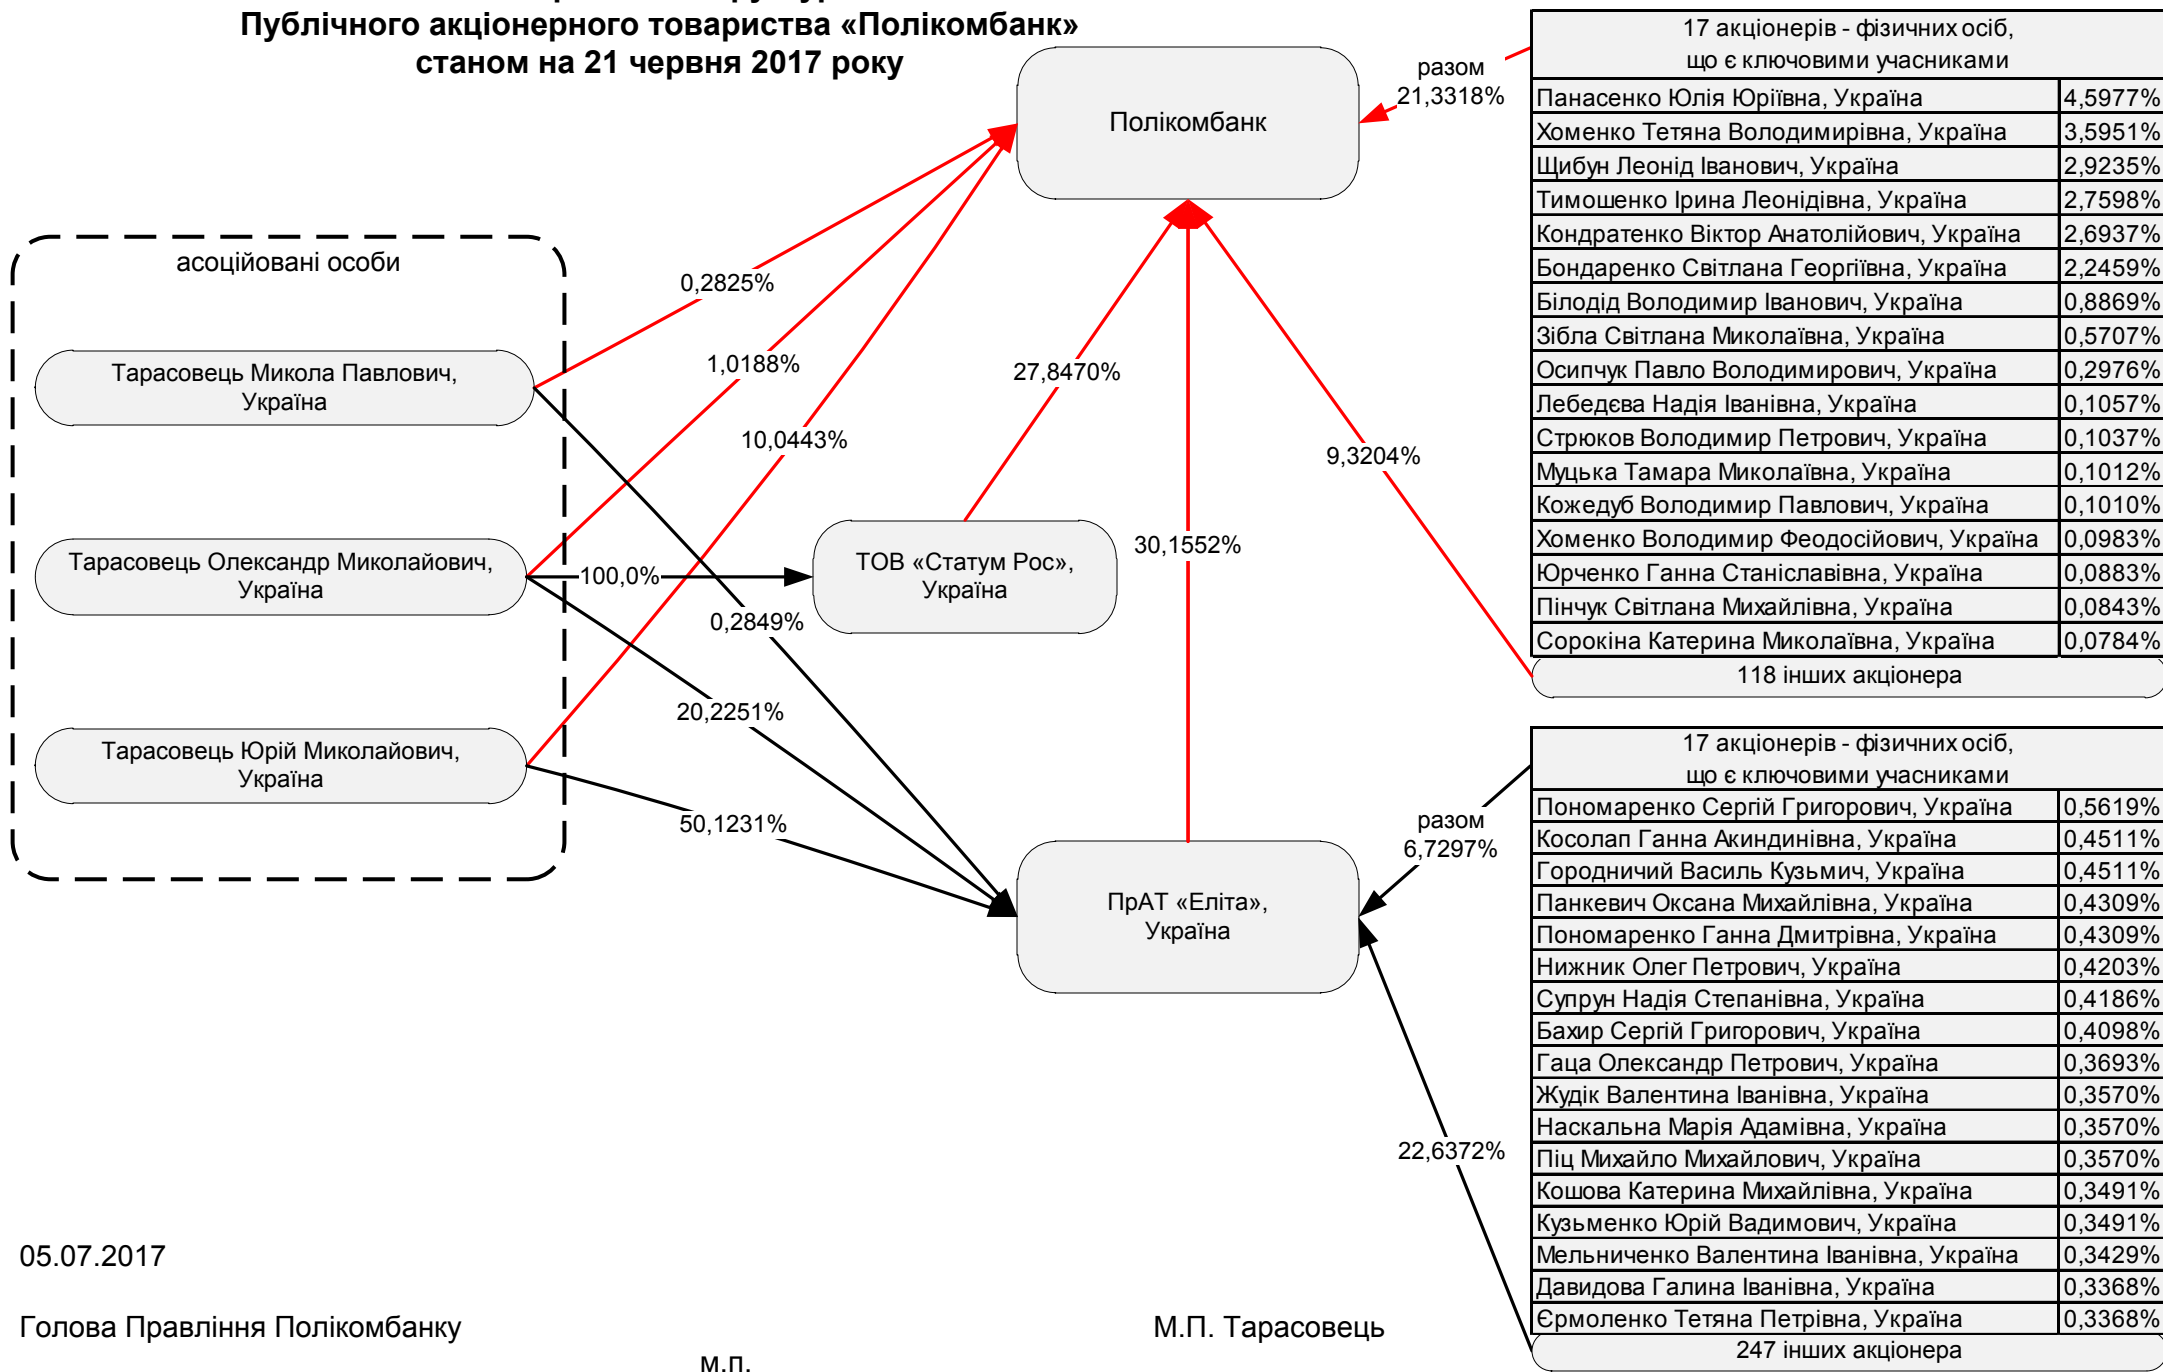 Публічного акціонерного товариства «Полікомбанк»
станом на 21 червня 2017 року
Полікомбанк
разом
21,3318%
17 акціонерів - фізичних осіб,
що є ключовими учасниками
Панасенко Юлія Юріївна, Україна 4,5977%
Хоменко Тетяна Володимирівна, Україна 3,5951%
Щибун Леонід Іванович, Україна 2,9235%
Тимошенко Ірина Леонідівна, Україна 2,7598%
Кондратенко Віктор Анатолійович, Україна 2,6937%
Бондаренко Світлана Георгіївна, Україна 2,2459%
Білодід Володимир Іванович, Україна 0,8869%
Зібла Світлана Миколаївна, Україна 0,5707%
Осипчук Павло Володимирович, Україна 0,2976%
Лебедєва Надія Іванівна, Україна 0,1057%
Стрюков Володимир Петрович, Україна 0,1037%
Муцька Тамара Миколаївна, Україна 0,1012%
Кожедуб Володимир Павлович, Україна 0,1010%
Хоменко Володимир Феодосійович, Україна 0,0983%
Юрченко Ганна Станіславівна, Україна 0,0883%
Пінчук Світлана Михайлівна, Україна 0,0843%
Сорокіна Катерина Миколаївна, Україна 0,0784%
118 інших акціонера
асоційовані особи
0,2825%
Тарасовець Микола Павлович,
Україна
1,0188%
27,8470%
10,0443%
9,3204%
30,1552%
Тарасовець Олександр Миколайович,
Україна
100,0%
ТОВ «Статум Рос»,
Україна
0,2849%
20,2251%
Тарасовець Юрій Миколайович,
Україна
50,1231%
разом
6,7297%
ПрАТ «Еліта»,
Україна
17 акціонерів - фізичних осіб,
що є ключовими учасниками
Пономаренко Сергій Григорович, Україна 0,5619%
Косолап Ганна Акиндинівна, Україна 0,4511%
Городничий Василь Кузьмич, Україна 0,4511%
Панкевич Оксана Михайлівна, Україна 0,4309%
Пономаренко Ганна Дмитрівна, Україна 0,4309%
Нижник Олег Петрович, Україна 0,4203%
Супрун Надія Степанівна, Україна 0,4186%
Бахир Сергій Григорович, Україна 0,4098%
Гаца Олександр Петрович, Україна 0,3693%
Жудік Валентина Іванівна, Україна 0,3570%
Наскальна Марія Адамівна, Україна 0,3570%
Піц Михайло Михайлович, Україна 0,3570%
Кошова Катерина Михайлівна, Україна 0,3491%
Кузьменко Юрій Вадимович, Україна 0,3491%
Мельниченко Валентина Іванівна, Україна 0,3429%
Давидова Галина Іванівна, Україна 0,3368%
Єрмоленко Тетяна Петрівна, Україна 0,3368%
247 інших акціонера
22,6372%
05.07.2017
Голова Правління Полікомбанку
М.П. Тарасовець
м.п.